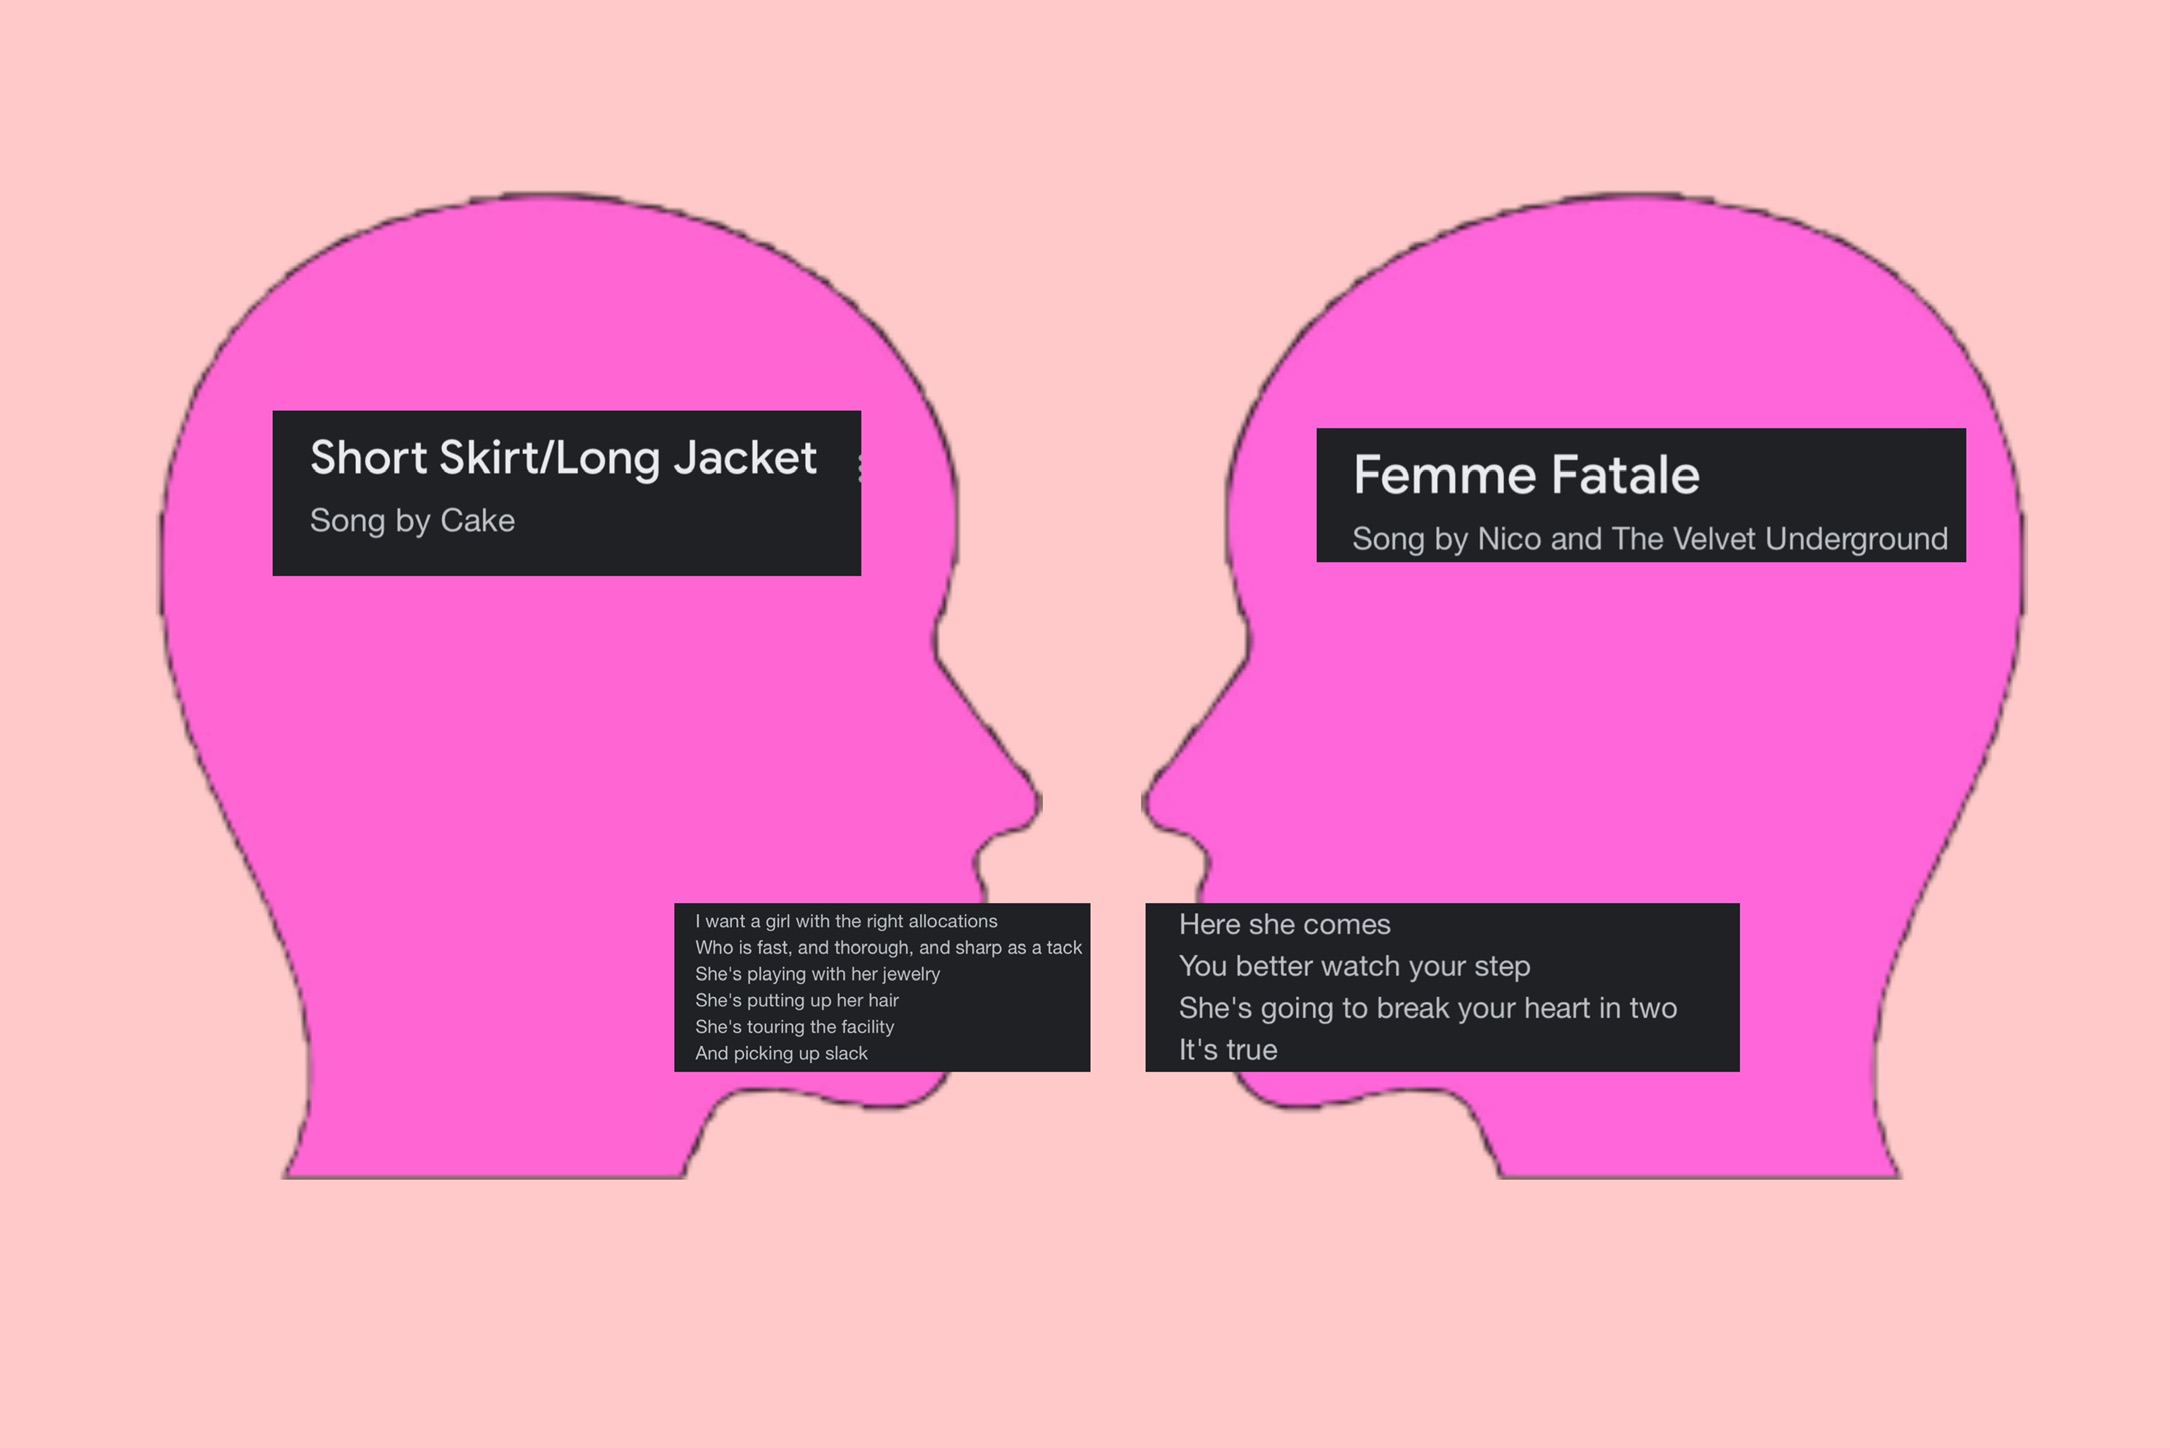 Short Skirt/Long Jacket
Song by Cake
Femme Fatale
Song by Nico and The Velvet Underground
I want a girl with the right allocations
Who is fast, and thorough, and sharp as a tack
She's playing with her jewelry
She's putting up her hair
She's touring the facility
And picking up slack
Here she comes
You better watch your step
She's going to break your heart in two
It's true